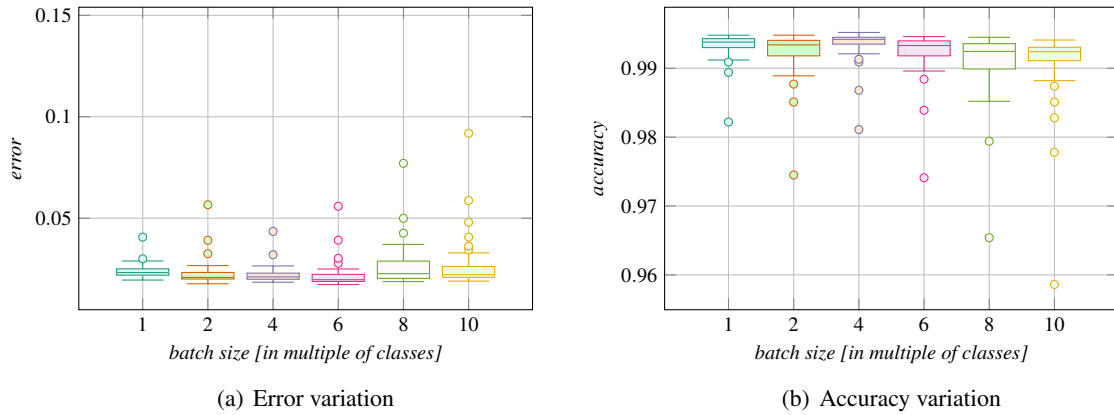 0.15
0.1
0.05
error
1 2 4 6 8 10
batch size [in multiple of classes]
(a) Error variation
0.99
0.98
0.97
0.96
accuracy
1 2 4 6 8 10
batch size [in multiple of classes]
(b) Accuracy variation